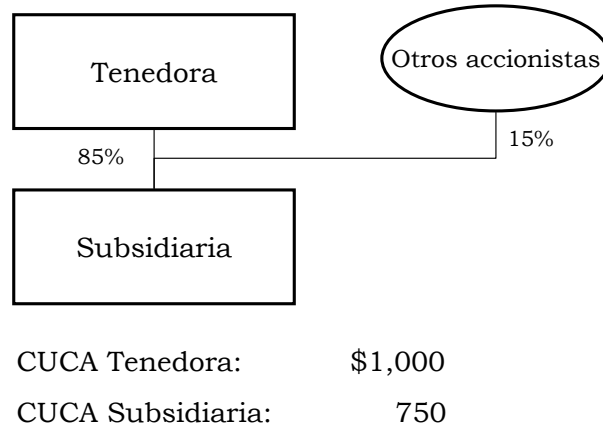 Tenedora
Otros accionistas
85%
15%
Subsidiaria
CUCA Tenedora: $1,000
CUCA Subsidiaria: 750